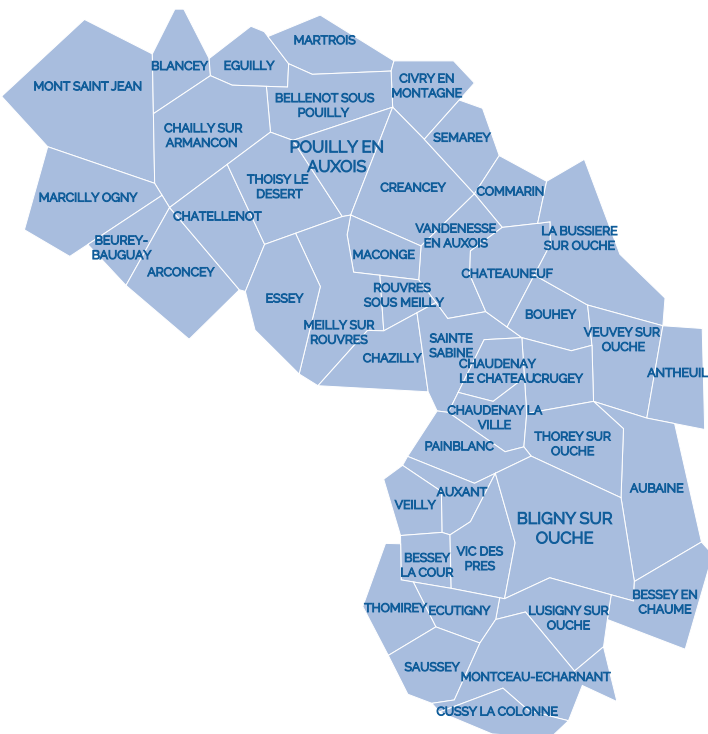 MARTROIS
BLANCEY
EGUILLY
MONT SAINT JEAN
CIVRY EN
MONTAGNE
BELLENOT SOUS
POUILLY
CHAILLY SUR
ARMANCON
SEMAREY
POUILLY EN
AUXOIS
THOISY LE
DESERT
CREANCEY
COMMARIN
MARCILLY OGNY
CHATELLENOT
VANDENESSE
EN AUXOIS
LA BUSSIERE
SUR OUCHE
BEUREY-
BAUGUAY
MACONGE
ARCONCEY
CHATEAUNEUF
ROUVRES
SOUS MEILLY
ESSEY
BOUHEY
MEILLY SUR
ROUVRES
VEUVEY SUR
OUCHE
SAINTE
SABINE
CHAZILLY
CHAUDENAY
LE CHATEAU
CRUGEY
ANTHEUIL
CHAUDENAY LA
VILLE
PAINBLANC
THOREY SUR
OUCHE
AUBAINE
AUXANT
VEILLY
BLIGNY SUR
OUCHE
BESSEY
LA COUR
VIC DES
PRES
BESSEY EN
CHAUME
THOMIREY
ECUTIGNY
LUSIGNY SUR
OUCHE
SAUSSEY
MONTCEAU-ECHARNANT
CUSSY LA COLONNE